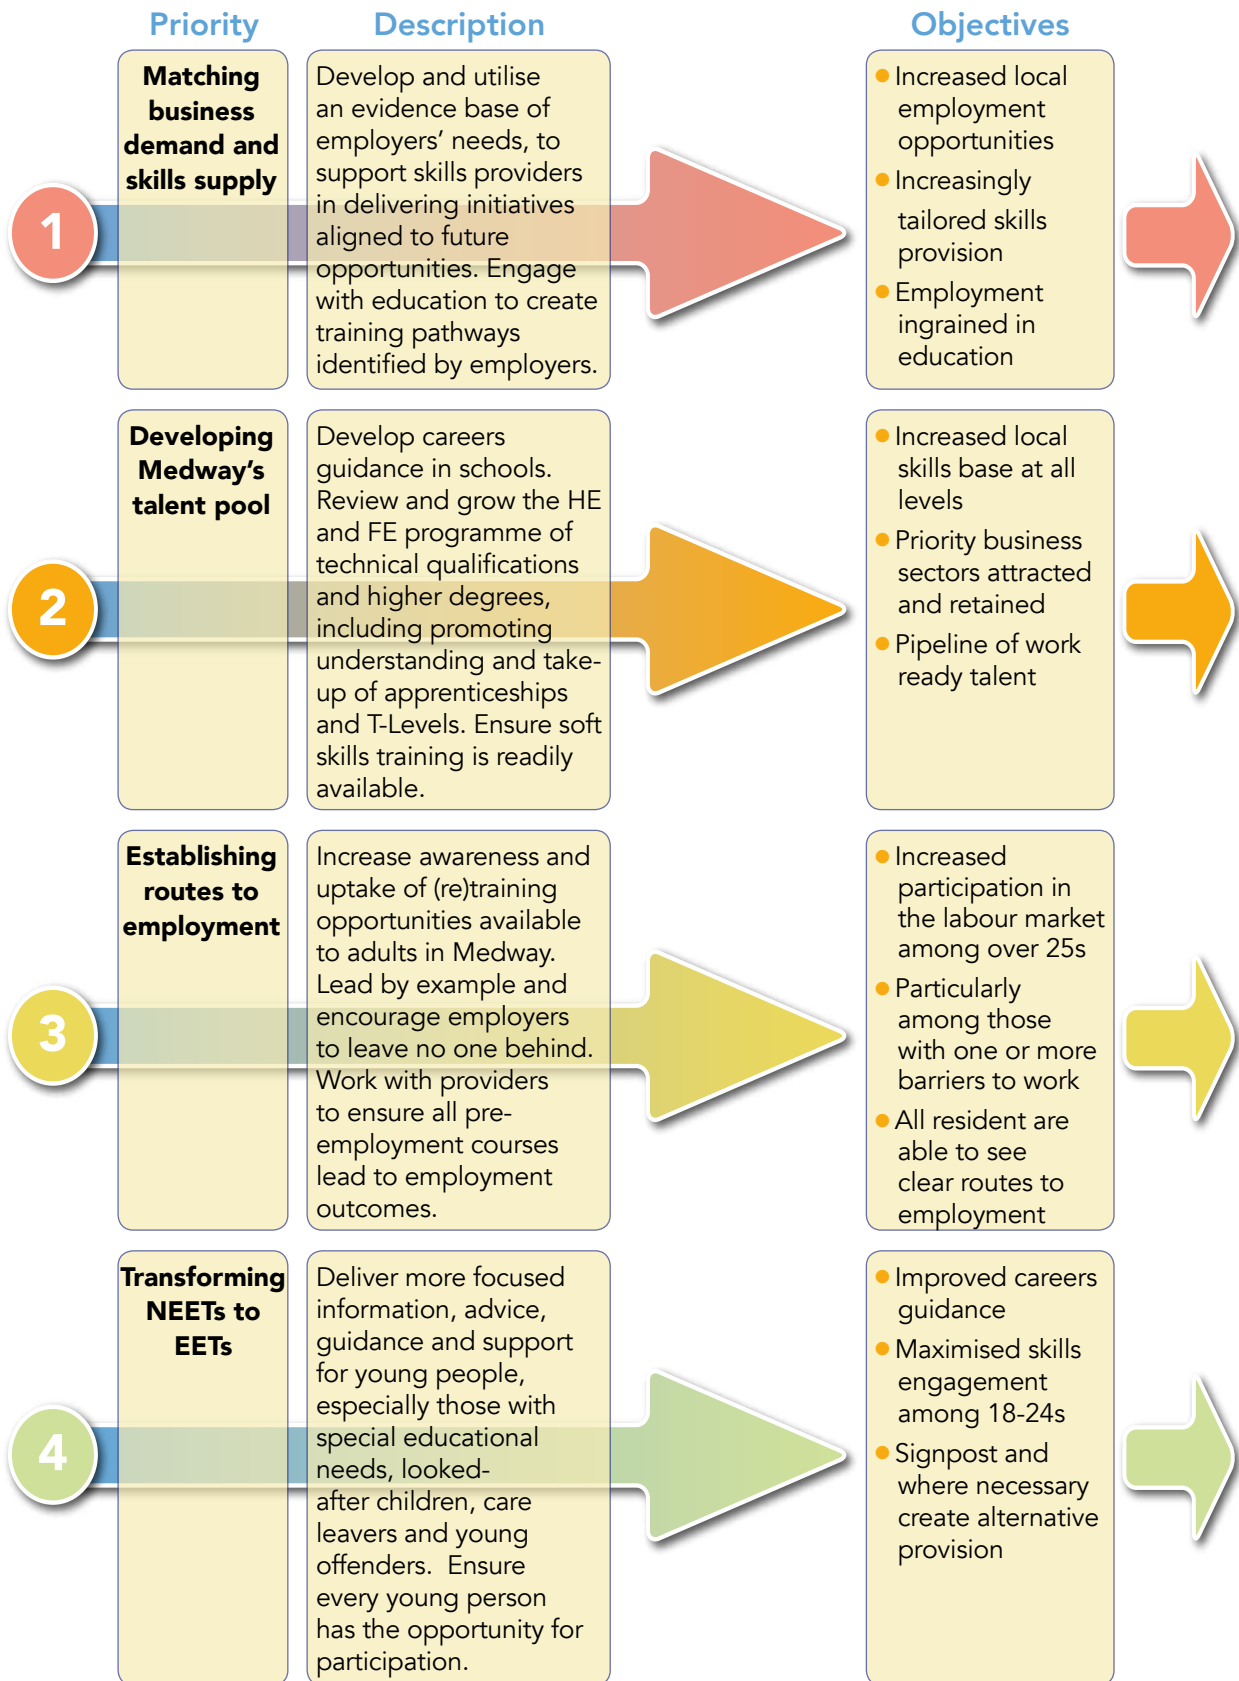 Priority
Description
Objectives
1
Matching
business
demand and
skills supply
Develop and utilise
an evidence base of
employers’ needs, to
support skills providers
in delivering initiatives
aligned to future
opportunities. Engage
with education to create
training pathways
identified by employers.
Increased local
employment
opportunities
Increasingly
tailored skills
provision
Employment
ingrained in
education
2
Developing
Medway’s
talent pool
Develop careers
guidance in schools.
Review and grow the HE
and FE programme of
technical qualifications
and higher degrees,
including promoting
understanding and take-
up of apprenticeships
and T-Levels. Ensure soft
skills training is readily
available.
Increased local
skills base at all
levels
Priority business
sectors attracted
and retained
Pipeline of work
ready talent
3
Establishing
routes to
employment
Increase awareness and
uptake of (re)training
opportunities available
to adults in Medway.
Lead by example and
encourage employers
to leave no one behind.
Work with providers
to ensure all pre-
employment courses
lead to employment
outcomes.
Increased
participation in
the labour market
among over 25s
Particularly
among those
with one or more
barriers to work
All resident are
able to see
clear routes to
employment
4
Transforming
NEETs to
EETs
Deliver more focused
information, advice,
guidance and support
for young people,
especially those with
special educational
needs, looked-
after children, care
leavers and young
offenders.  Ensure
every young person
has the opportunity for
participation.
Improved careers
guidance
Maximised skills
engagement
among 18-24s
Signpost and
where necessary
create alternative
provision